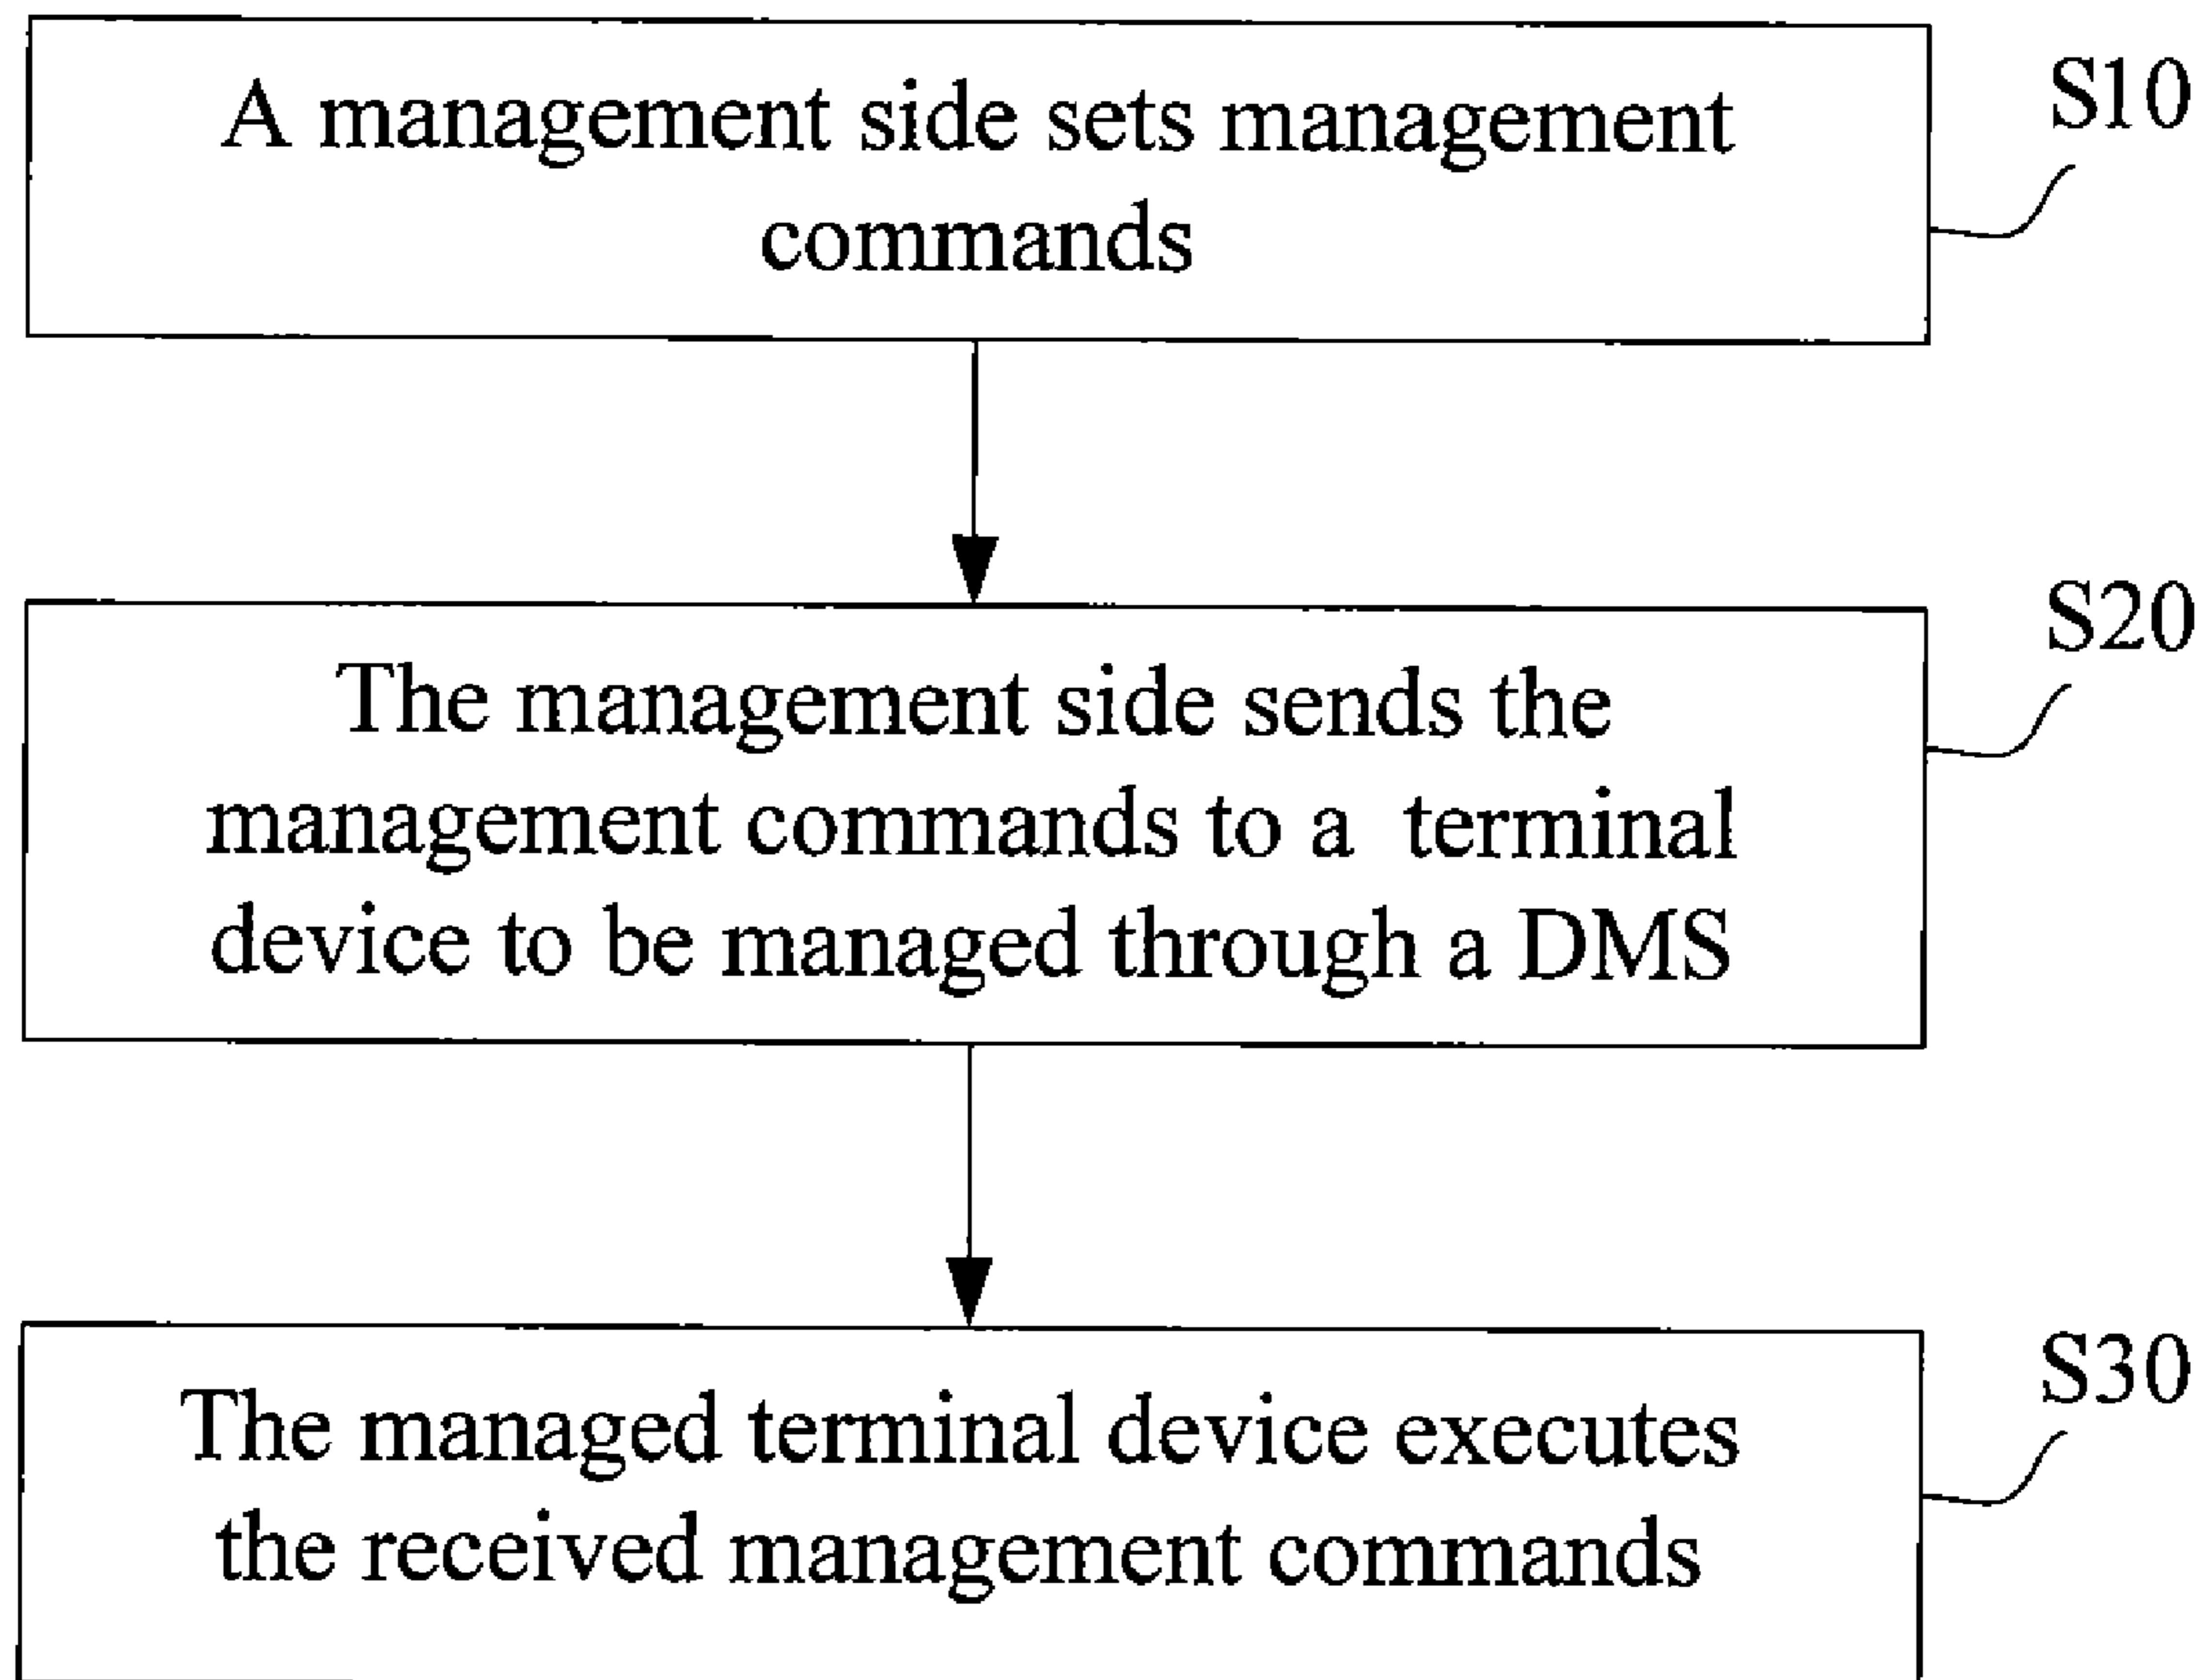 A management side sets management
commands
S10
The management side sends the
management commands to a terminal
device to be managed through a DMS
S20
The managed terminal device executes
the received management commands
S30